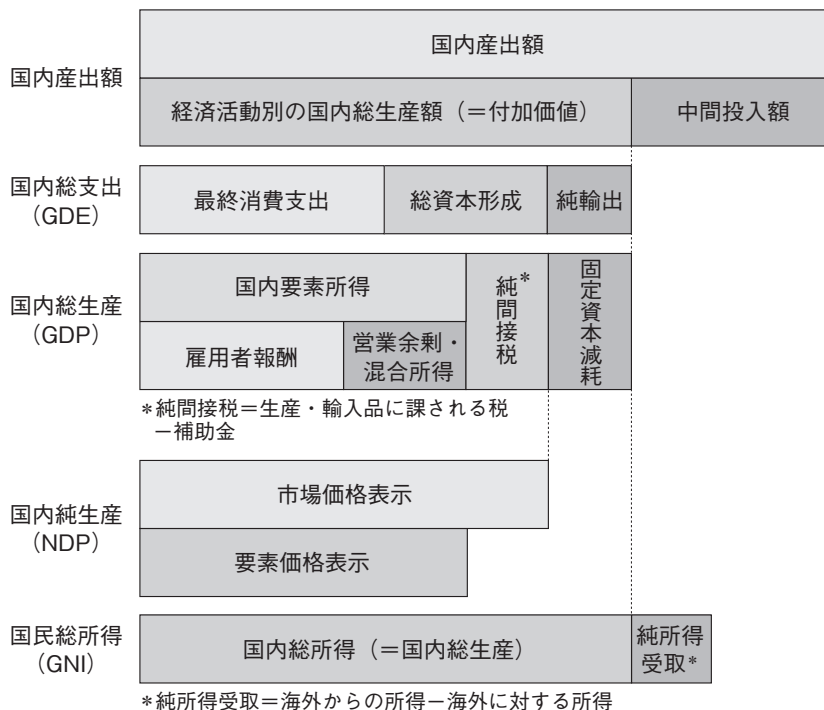 国内産出額
国内産出額
経済活動別の国内総生産額（＝付加価値）
中間投入額
国内総支出
（GDE）
最終消費支出
総資本形成
純輸出
国内総生産
（GDP）
国内要素所得
雇用者報酬
営業余剰・
混合所得
純間接税*
固定資本減耗
*純間接税＝生産・輸入品に課される税
－補助金
国内純生産
（NDP）
市場価格表示
要素価格表示
国民総所得
（GNI）
国内総所得（＝国内総生産）
純所得
受取*
*純所得受取＝海外からの所得－海外に対する所得